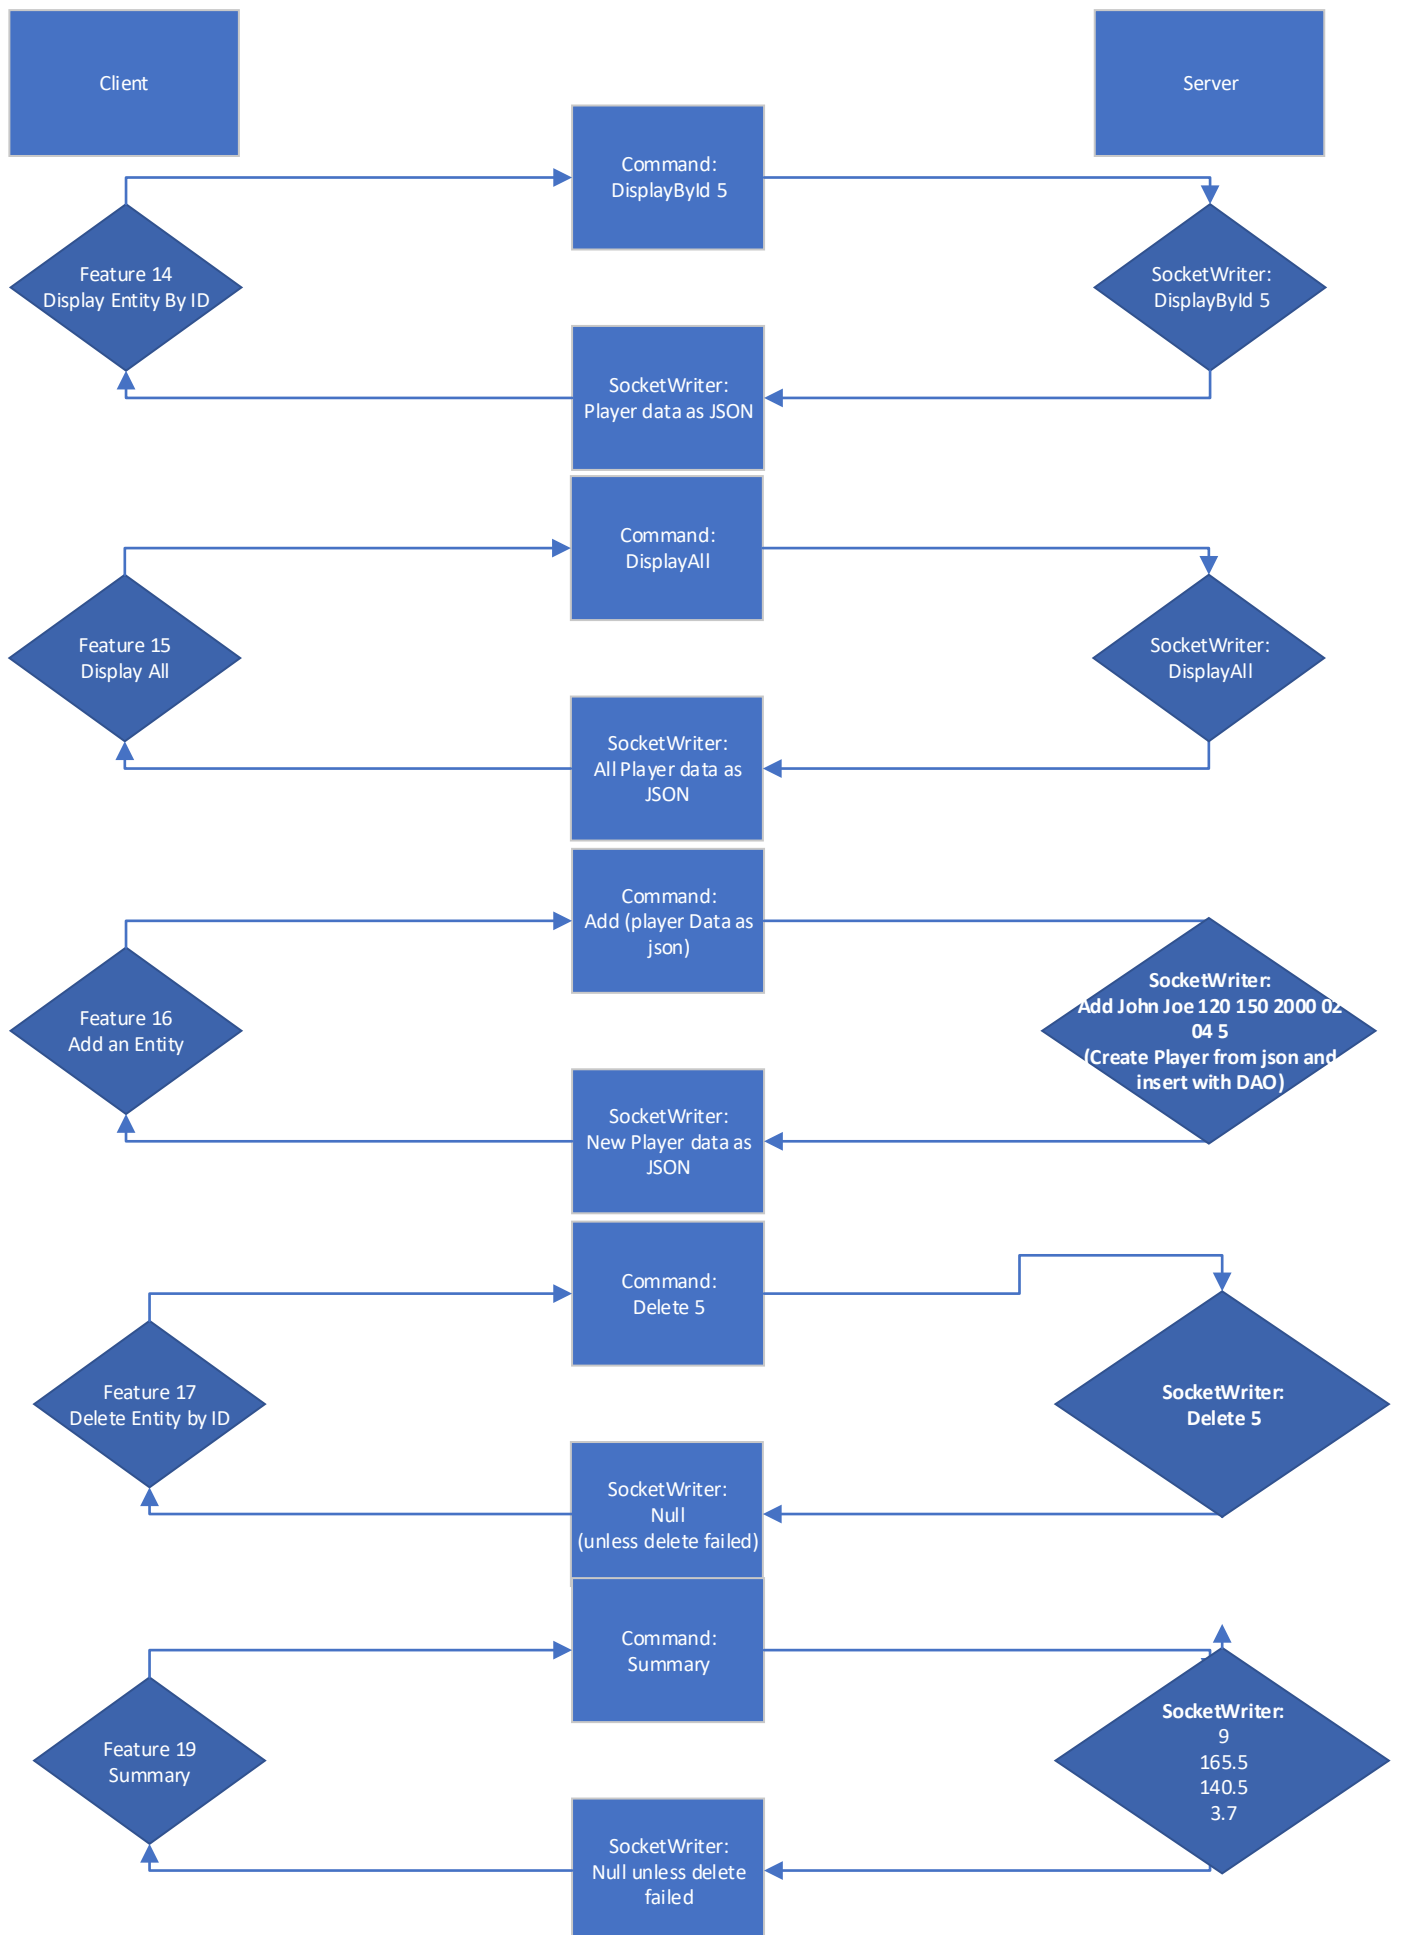 Client
Server
Command:
DisplayById 5
Feature 14
Display Entity By ID
SocketWriter:
DisplayById 5
SocketWriter:
Player data as JSON
Command:
DisplayAll
Feature 15
Display All
SocketWriter:
DisplayAll
SocketWriter:
All Player data as
JSON
Command:
Add (player Data as
json)
Feature 16
Add an Entity
SocketWriter:
Add John Joe 120 150 2000 02
04 5
(Create Player from json and
insert with DAO)
SocketWriter:
New Player data as
JSON
Command:
Delete 5
Feature 17
Delete Entity by ID
SocketWriter:
Delete 5
SocketWriter:
Null
(unless delete failed)
Command:
Summary
Feature 19
Summary
SocketWriter:
9
165.5
140.5
3.7
SocketWriter:
Null unless delete
failed